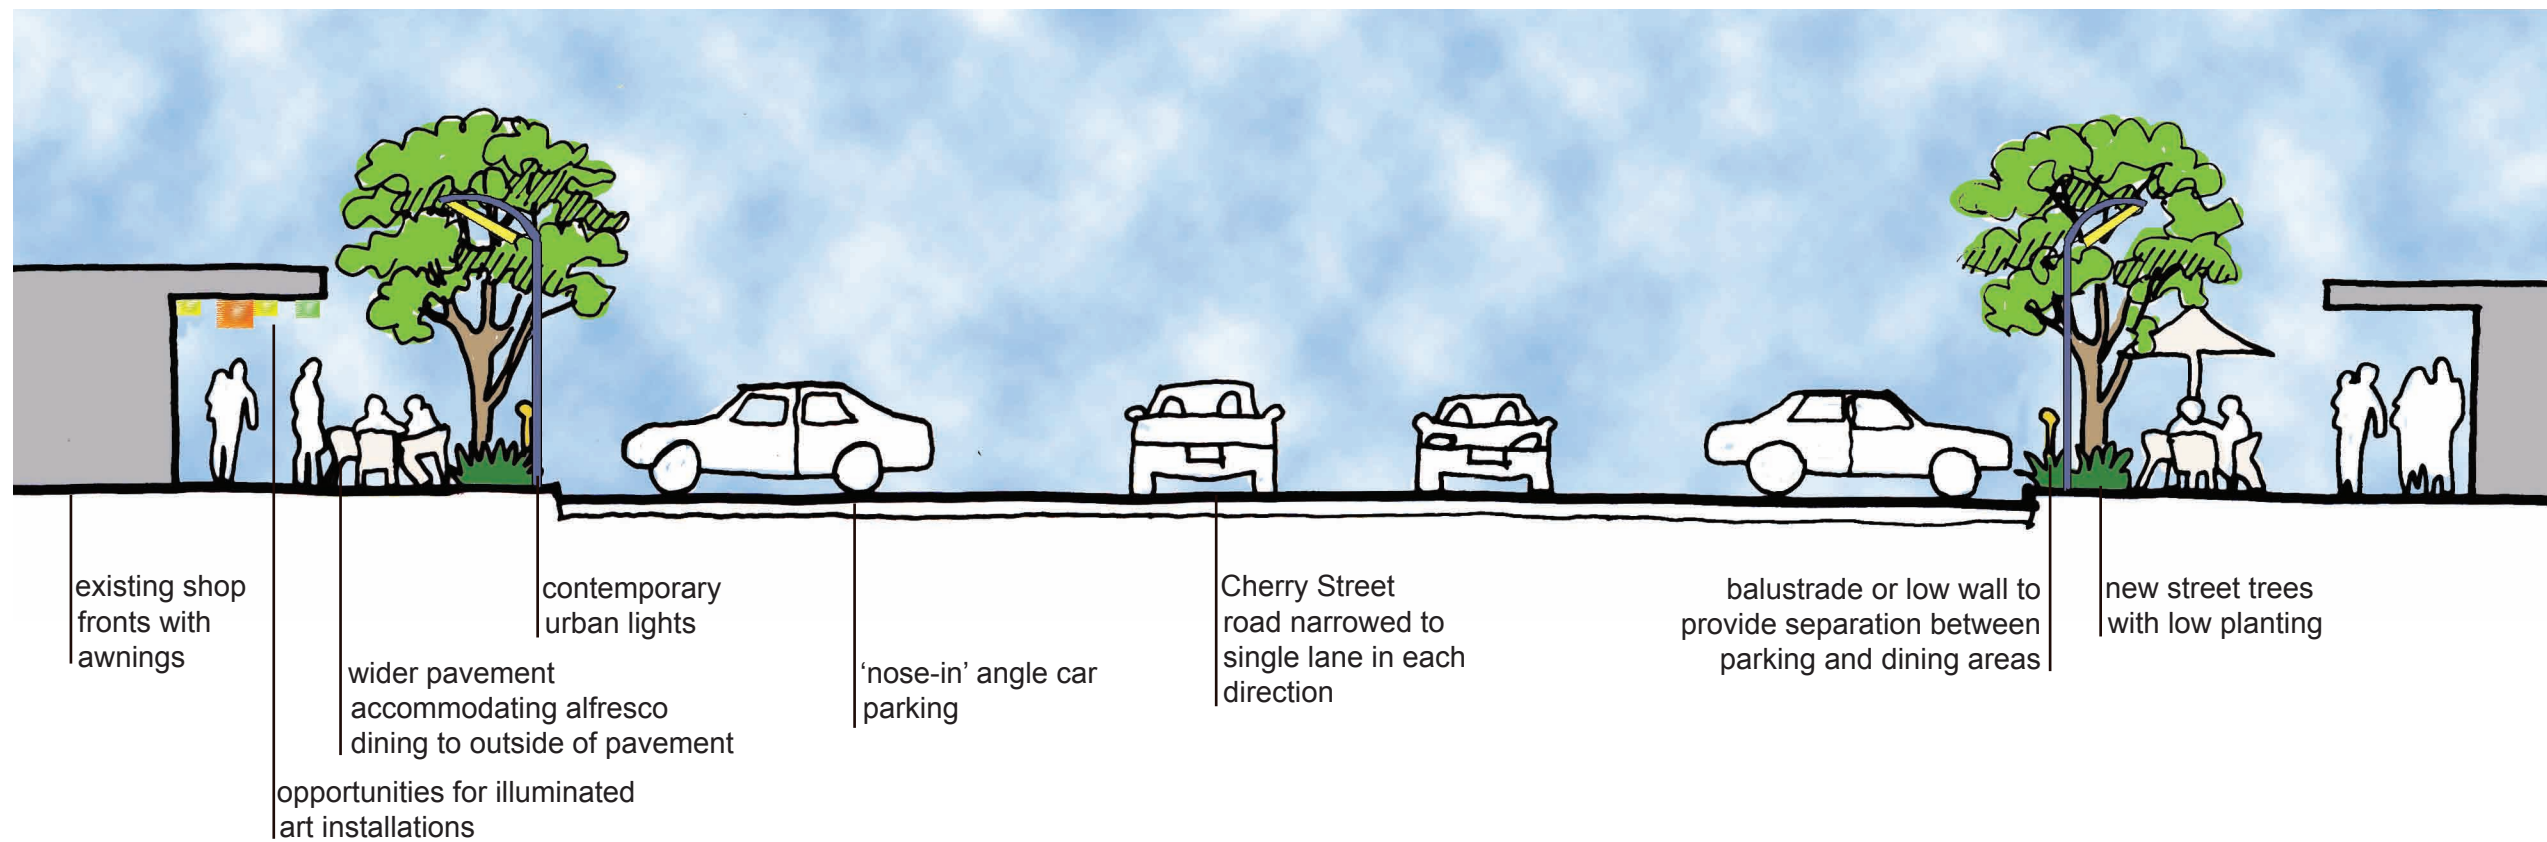 existing shop
fronts with
awnings
opportunities for illuminated
art installations
wider pavement
accommodating alfresco
dining to outside of pavement
contemporary
urban lights
‘nose-in’ angle car
parking
Cherry Street
road narrowed to
single lane in each
direction
balustrade or low wall to
provide separation between
parking and dining areas
new street trees
with low planting